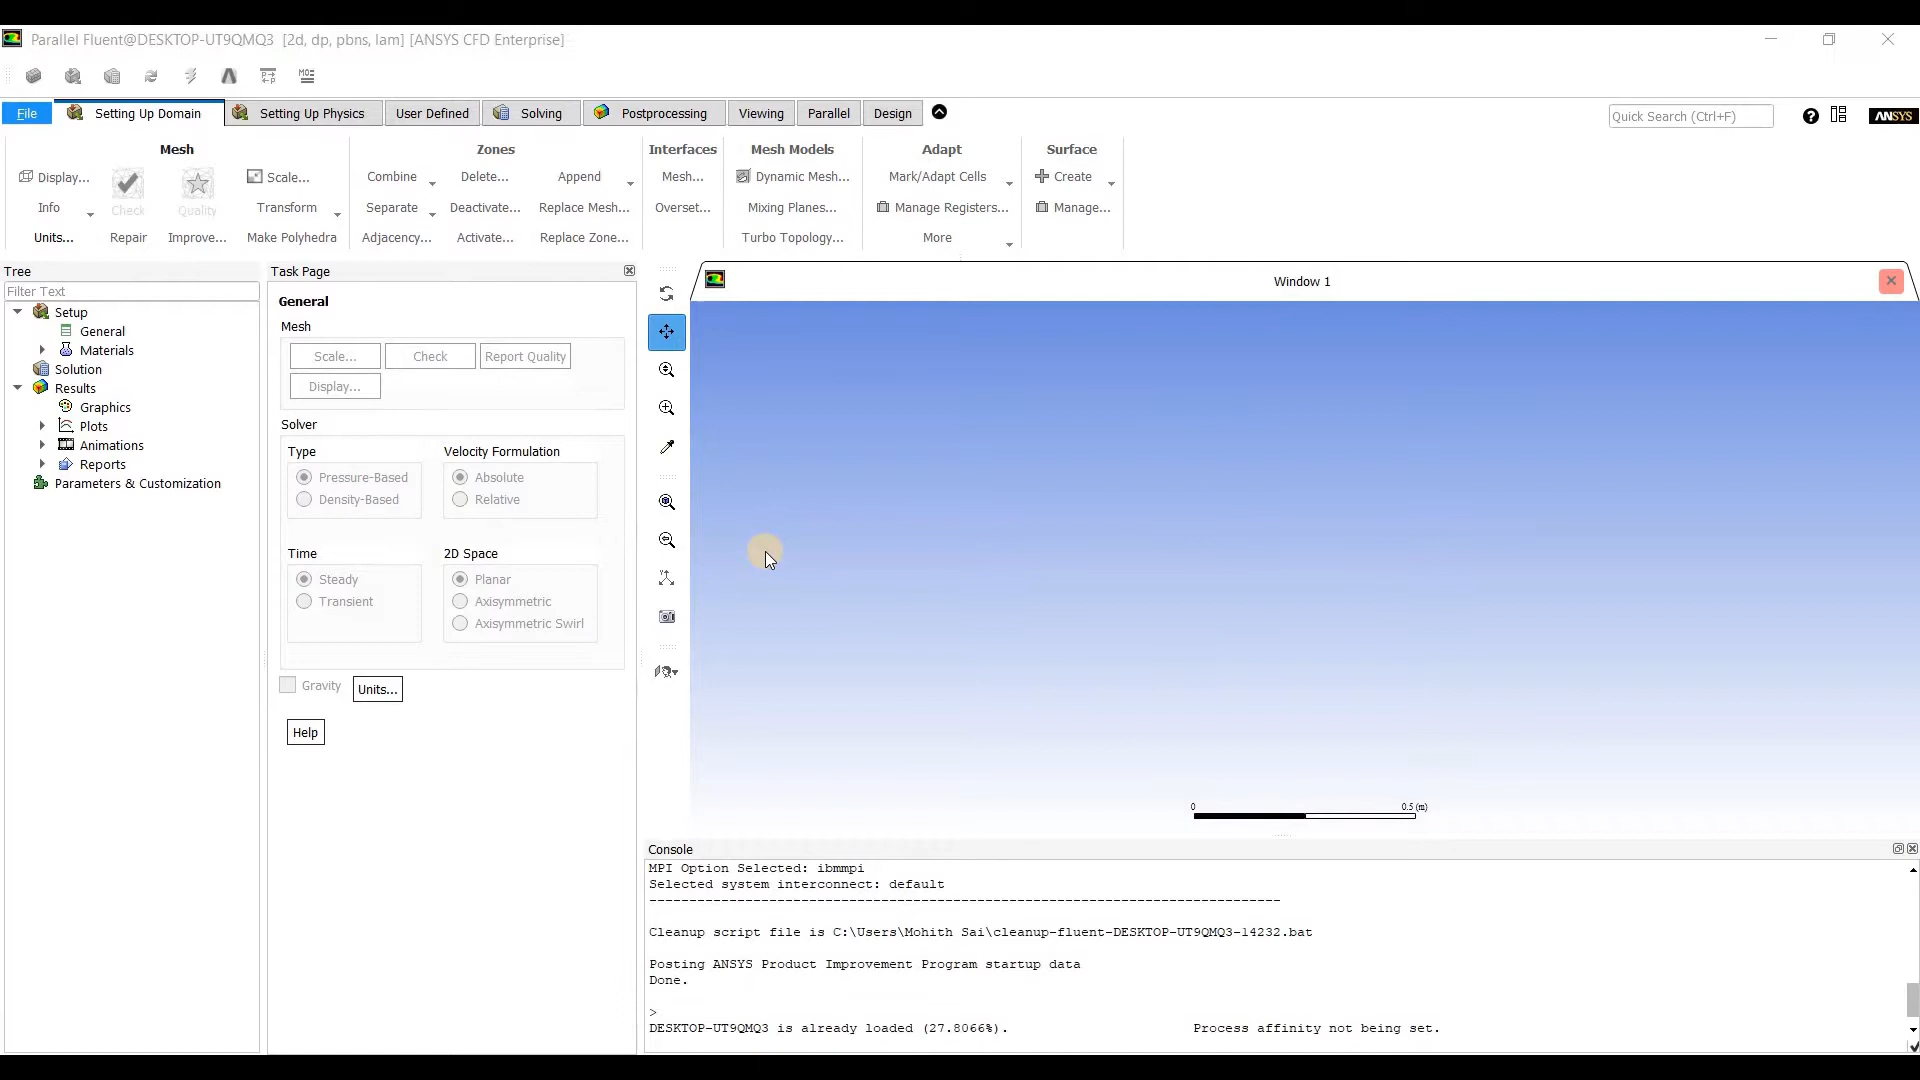 Parallel Fluent@DESKTOP-UT9QMQ3 [2d, dp, pbns, lam] [ANSYS CFD Enterprise]
File Setting Up Domain Setting Up Physics User Defined Solving Postprocessing Viewing Parallel Design Quick Search (Ctrl+F) ANSYS
Mesh Zones Interfaces Mesh Models Adapt Surface
Display... Check Quality Scale... Combine Delete... Append Mesh... Dynamic Mesh... Mark/Adapt Cells Create
Info Transform Separate Deactivate... Replace Mesh... Overset... Mixing Planes... Manage Registers... Manage...
Units... Repair Improve... Make Polyhedra Adjacency... Activate... Replace Zone... Turbo Topology... More
Tree
Filter Text
Setup
General
Materials
Solution
Results
Graphics
Plots
Animations
Reports
Parameters & Customization
Task Page
General
Mesh
Scale... Check Report Quality
Display...
Solver
Type Velocity Formulation
Pressure-Based Absolute
Density-Based Relative
Time 2D Space
Steady Planar
Transient Axisymmetric
Axisymmetric Swirl
Gravity Units...
Help
Window 1
0 0.5 (m)
Console
MPI Option Selected: ibmmpi
Selected system interconnect: default
-------------------------------------------------------------------------------
Cleanup script file is C:\Users\Mohith Sai\cleanup-fluent-DESKTOP-UT9QMQ3-14232.bat
Posting ANSYS Product Improvement Program startup data
Done.
>
DESKTOP-UT9QMQ3 is already loaded (27.8066%). Process affinity not being set.